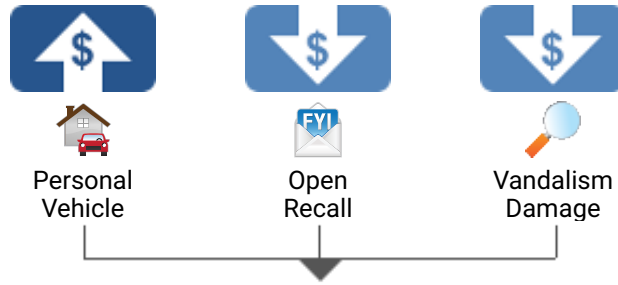 $ $ $
FYI
Personal Vehicle
Open Recall
Vandalism Damage